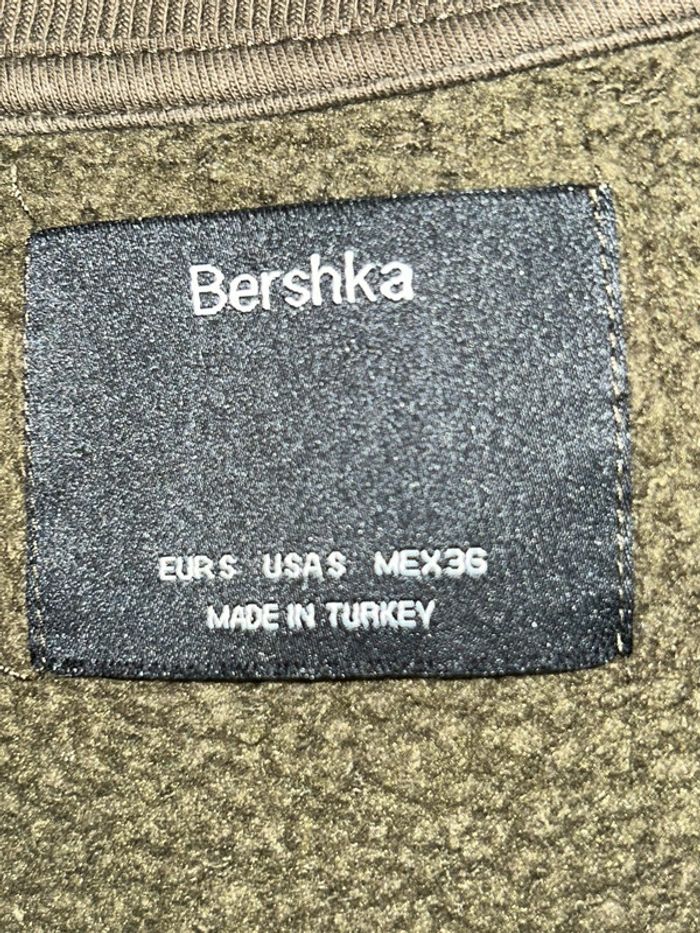 Bershka
EUR S USA S MEX 36
MADE IN TURKEY